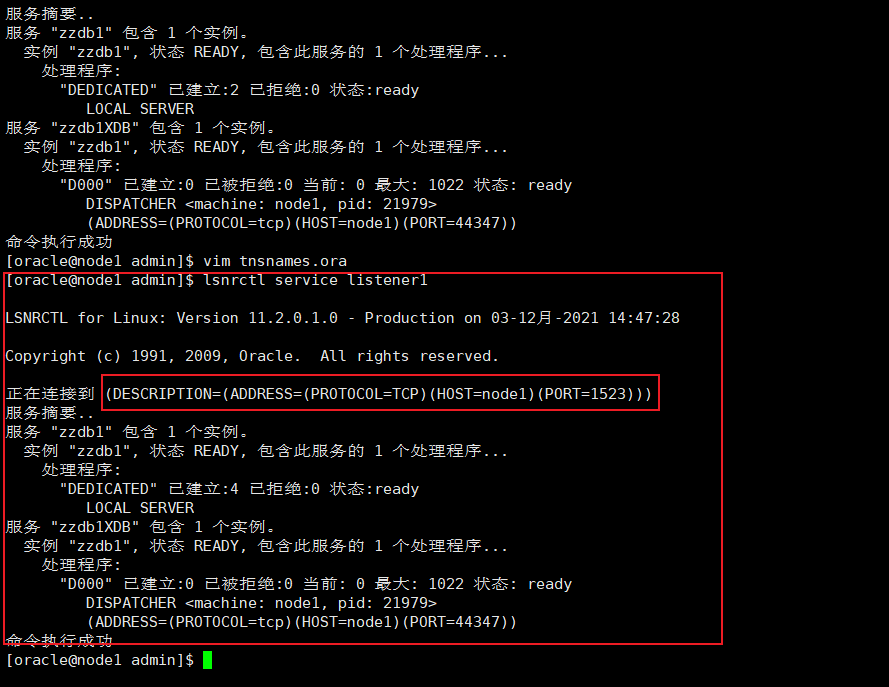 服务摘要..
服务 "zzdb1" 包含 1 个实例。
  实例 "zzdb1", 状态 READY, 包含此服务的 1 个处理程序...
    处理程序:
      "DEDICATED" 已建立:2 已拒绝:0 状态:ready
         LOCAL SERVER
服务 "zzdb1XDB" 包含 1 个实例。
  实例 "zzdb1", 状态 READY, 包含此服务的 1 个处理程序...
    处理程序:
      "D000" 已建立:0 已被拒绝:0 当前: 0 最大: 1022 状态: ready
         DISPATCHER <machine: node1, pid: 21979>
         (ADDRESS=(PROTOCOL=tcp)(HOST=node1)(PORT=44347))
命令执行成功
[oracle@node1 admin]$ vim tnsnames.ora
[oracle@node1 admin]$ lsnrctl service listener1
LSNRCTL for Linux: Version 11.2.0.1.0 - Production on 03-12月-2021 14:47:28
Copyright (c) 1991, 2009, Oracle.  All rights reserved.
正在连接到 (DESCRIPTION=(ADDRESS=(PROTOCOL=TCP)(HOST=node1)(PORT=1523)))
服务摘要..
服务 "zzdb1" 包含 1 个实例。
  实例 "zzdb1", 状态 READY, 包含此服务的 1 个处理程序...
    处理程序:
      "DEDICATED" 已建立:4 已拒绝:0 状态:ready
         LOCAL SERVER
服务 "zzdb1XDB" 包含 1 个实例。
  实例 "zzdb1", 状态 READY, 包含此服务的 1 个处理程序...
    处理程序:
      "D000" 已建立:0 已被拒绝:0 当前: 0 最大: 1022 状态: ready
         DISPATCHER <machine: node1, pid: 21979>
         (ADDRESS=(PROTOCOL=tcp)(HOST=node1)(PORT=44347))
命令执行成功
[oracle@node1 admin]$